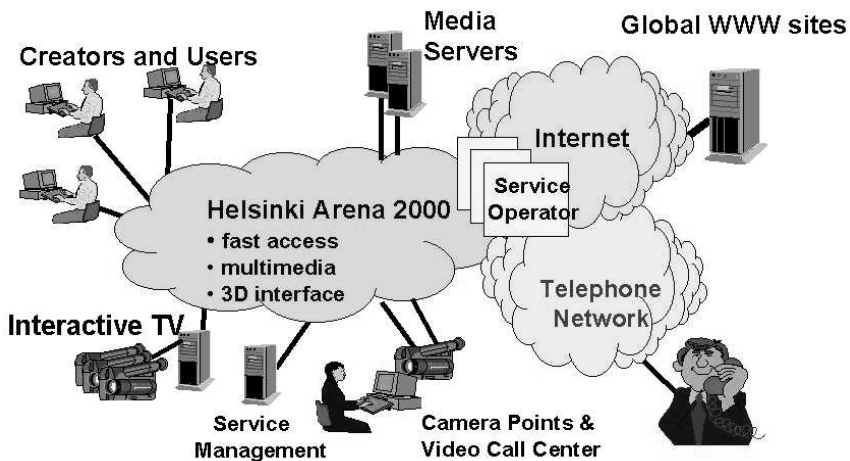 Creators and Users
Media
Servers
Global WWW sites
Internet
Service
Operator
Helsinki Arena 2000
• fast access
• multimedia
• 3D interface
Telephone
Network
Interactive TV
Service
Management
Camera Points &
Video Call Center